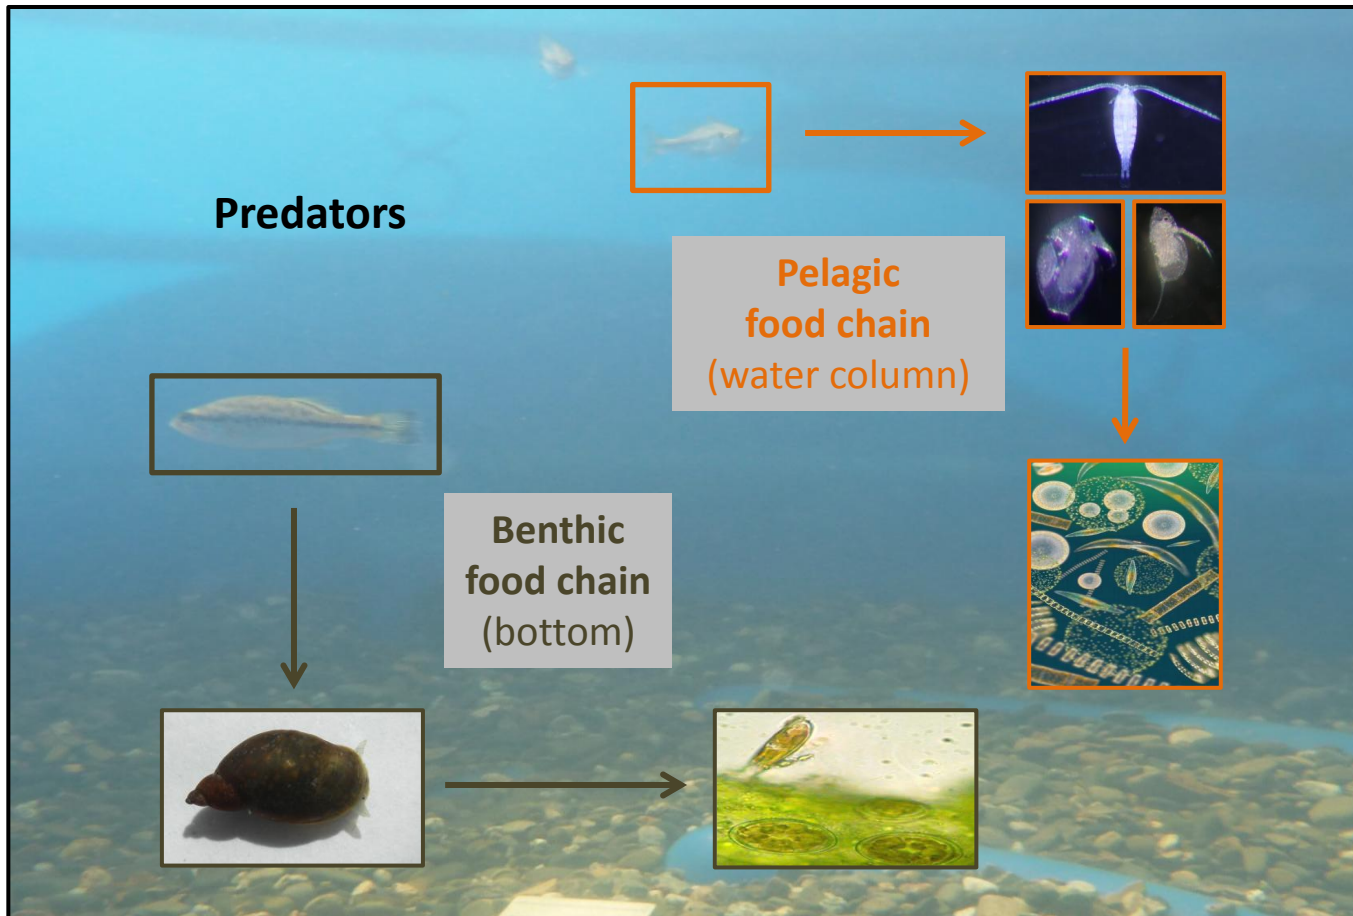 Predators
Pelagic
food chain
(water column)
Benthic
food chain
(bottom)